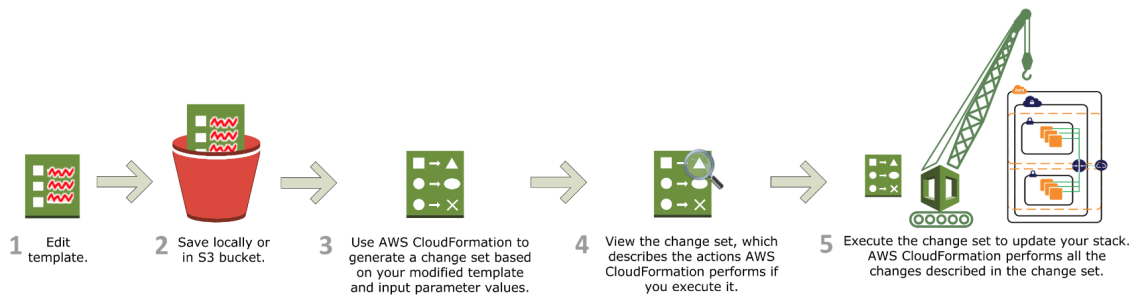 1 Edit
template.
2 Save locally or
in S3 bucket.
3 Use AWS CloudFormation to
generate a change set based
on your modified template
and input parameter values.
4 View the change set, which
describes the actions AWS
CloudFormation performs if
you execute it.
5 Execute the change set to update your stack.
AWS CloudFormation performs all the
changes described in the change set.